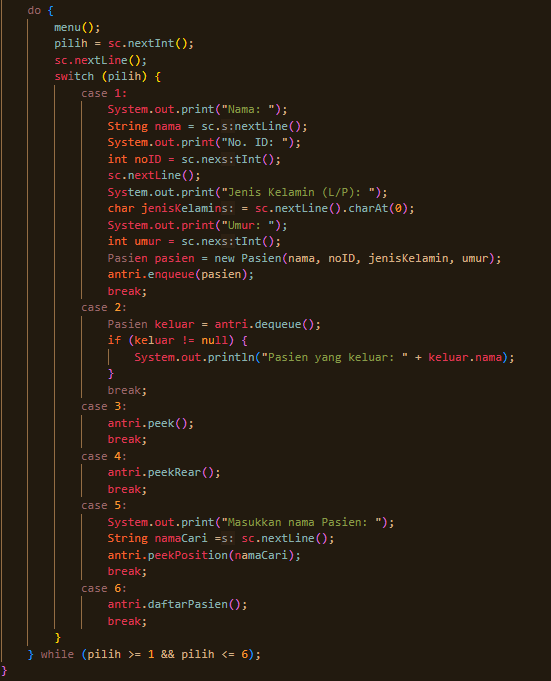 do {
menu();
pilih = sc.nextInt();
sc.nextLine();
switch (pilih) {
case 1:
System.out.print("Nama: ");
String nama = sc.s:nextLine();
System.out.print("No. ID: ");
int noID = sc.nexs:tInt();
sc.nextLine();
System.out.print("Jenis Kelamin (L/P): ");
char jenisKelamins: = sc.nextLine().charAt(0);
System.out.print("Umur: ");
int umur = sc.nexs:tInt();
Pasien pasien = new Pasien(nama, noID, jenisKelamin, umur);
antri.enqueue(pasien);
break;
case 2:
Pasien keluar = antri.dequeue();
if (keluar != null) {
System.out.println("Pasien yang keluar: " + keluar.nama);
}
break;
case 3:
antri.peek();
break;
case 4:
antri.peekRear();
break;
case 5:
System.out.print("Masukkan nama Pasien: ");
String namaCari =s: sc.nextLine();
antri.peekPosition(namaCari);
break;
case 6:
antri.daftarPasien();
break;
}
} while (pilih >= 1 && pilih <= 6);
}